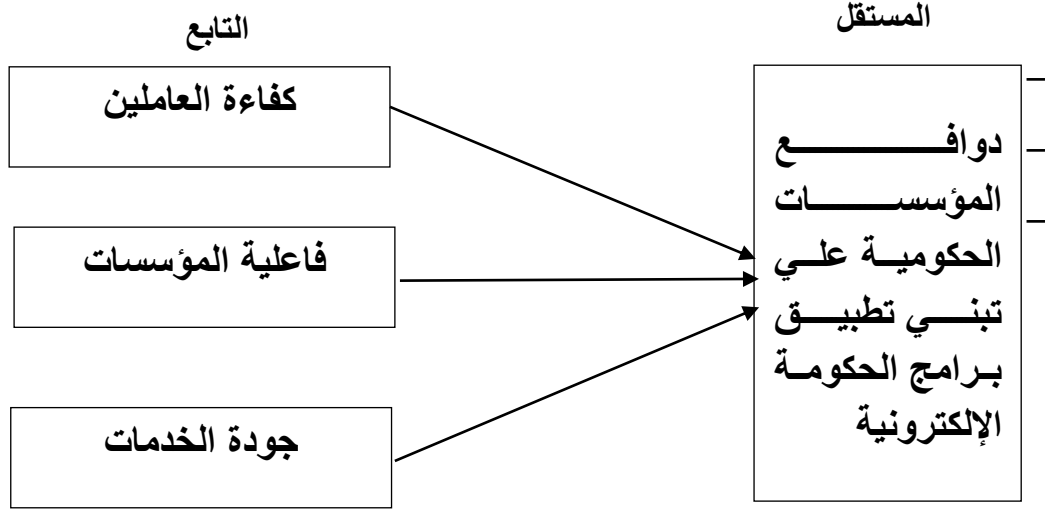 المستقل
التابع
دوافع
المؤسسات
الحكومية علي
تبني تطبيق
برامج الحكومة
الإلكترونية
كفاءة العاملين
فاعلية المؤسسات
جودة الخدمات